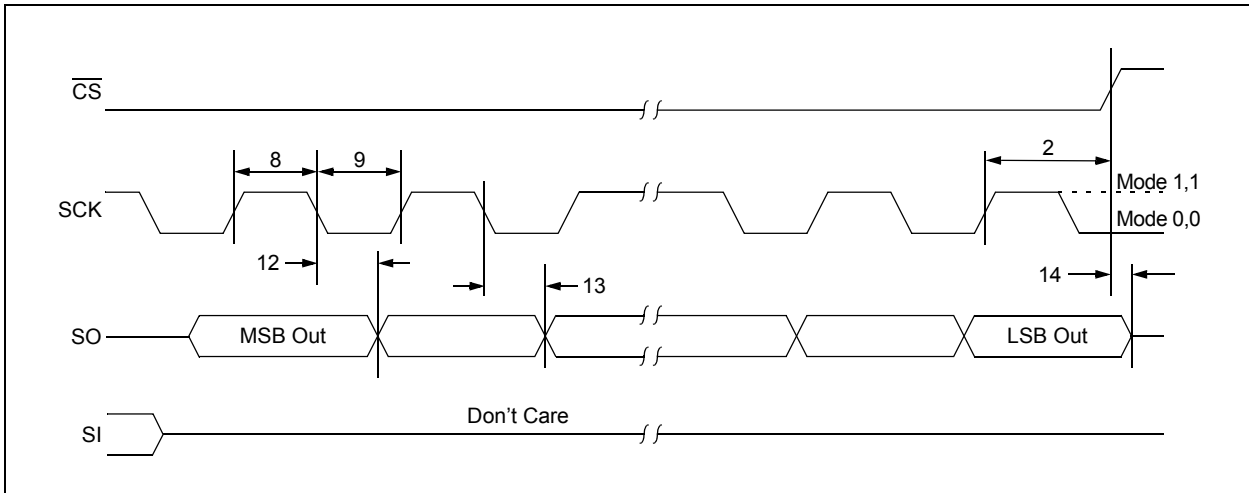 CS
8
9
2
SCK
Mode 1,1
Mode 0,0
12
13
14
SO
MSB Out
LSB Out
Don't Care
SI